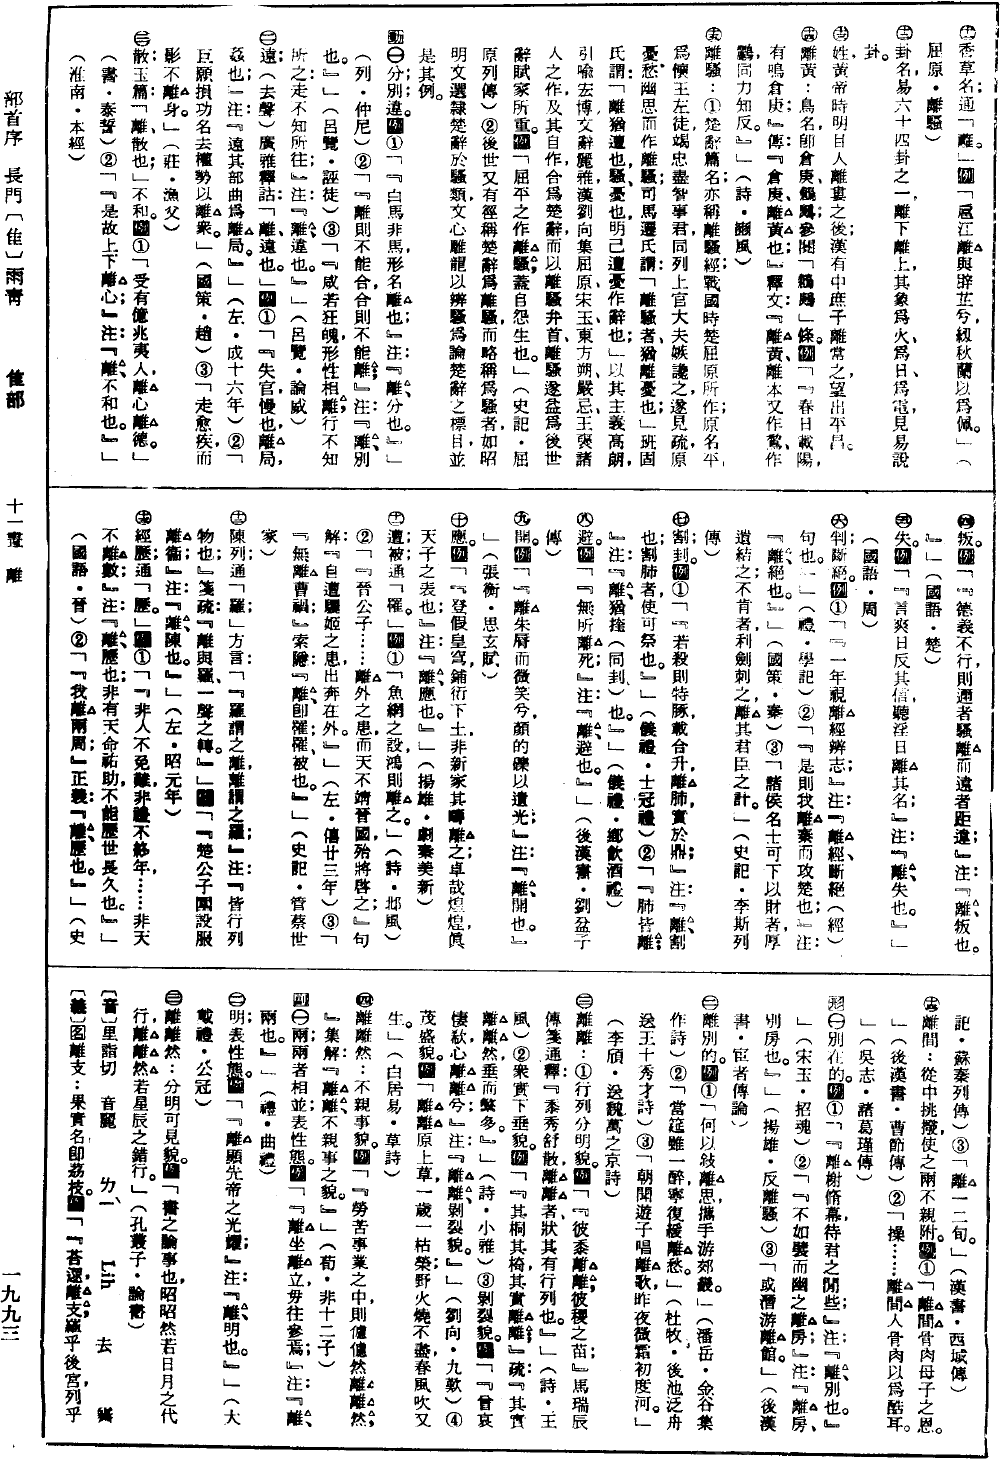 ㊉香草名通「蘺。」例「『扈江離與辟芷兮紉秋蘭以爲佩。』」（
屈原·離騷）
卦名易六十四卦之一離下離上其象爲火爲日爲電見易說
卦。
姓黃帝時明目人離婁之後漢有中庶子離常之望出平昌。
離黃：鳥名卽倉庚，鶬鶊參閱「鶬鶊」條。例「『春日載陽，
有鳴倉庚。』傳『倉庚離黃也。』釋文『離黃離本又作鸝作
鸝同力知反。』」（詩·豳風）
離騷：①楚辭篇名亦稱離騷經戰國時楚屈原所作原名平
爲懷王左徒竭忠盡智事君同列上官大夫嫉讒之遂見疏原
憂愁幽思而作離騷司馬遷氏謂「離騷者猶離憂也」班固
氏謂「離猶遭也騷憂也明己遭憂作辭也」以其主義高朗
引喩宏博文辭麗雅漢劉向集屈原宋玉東方朔嚴忌王褒諸
人之作及其自作合爲楚辭而以離騷弁首離騷遂益爲後世
辭賦家所重。例「屈平之作離騷蓋自怨生也。」（史記·屈
原列傳）②後世又有徑稱楚辭爲離騷而略稱爲騷者如昭
明文選隸楚辭於騷類文心雕龍以辨騷爲論楚辭之標目並
是其例。
動㊀分別違。例①「『白馬非馬形名離也』注『離分也。』」
（列·仲尼）②「『離則不能合合則不能離。』注『離別
也。』」（呂覽·誣徒）③「『咸若狂魄形性相離行不知
所之走不知所往』注『離違也。』」（呂覽·論威）
㊁遠（去聲）廣雅釋詁「離遠也。」例①「『失官慢也離局，
姦也』注『遠其部曲爲離局。』」（左·成十六年）②「
臣願損功名去權勢以離衆。」（國策·趙）③「走愈疾而
影不離身。」（莊·漁父）
㊂散玉篇「離散也」不和。例①「受有億兆夷人離心離德。」
（書·泰誓）②「『是故上下離心』注『離不和也。』」
（淮南·本經）
㊃叛。例「『德義不行則邇者騷離而遠者距違』注『離叛也。
』」（國語·楚）
㊄失。例「『言爽日反其信聽淫日離其名』注『離失也。』」
（國語·周）
㊅判斷絕。例①「『一年視離經辨志』注『離經斷絕（經）
句也。』」（禮·學記）②「『是則我離秦而攻楚也』注
『離絕也。』」（國策·秦）③「諸侯名士可下以財者厚
遺結之不肯者利劍刺之離其君臣之計。」（史記·李斯列
傳）
㊆割刲。例①「『若殺則特豚載合升離肺實於鼎』注『離割
也割肺者使可祭也。』」（儀禮·士冠禮）②「『肺皆離；
』注『離猶㧻（同刲）也。』」（儀禮·鄉飲酒禮）
㊇避。例「『無所離死』注『離避也。』」（後漢書·劉盆子
傳）
㊈開。例「『離朱脣而微笑兮顏的礫以遺光』注『離開也。』
」（張衡·思玄賦）
㊉應。例「『登假皇穹鋪衍下土非新家其疇離之卓哉煌煌眞
天子之表也』注『離應也。』」（揚雄·劇秦美新）
遭被通「罹。」例①「魚網之設鴻則離之。」（詩·邶風）
②「『晉公子……離外之患而天不靖晉國殆將啓之』句
解『自遭驪姬之患出奔在外。』」（左·僖廿三年）③「
『無離曹禍』索隱『離卽罹罹被也。』」（史記·管蔡世
家）
陳列通「羅」方言「『羅謂之離離謂之羅』注『皆行列
物也』箋疏『離與羅一聲之轉。』」例「『楚公子圍設服
離衞』注『離陳也。』」（左·昭元年）
經歷通「歷。」例①「『非人不免離非禮不終年……非天
不離數』注『離歷也非有天命祐助不能歷世長久也。』」
（國語·晉）②「『我離兩周』正義『離歷也。』」（史
記·蘇秦列傳）③「離一二旬。」（漢書·西域傳）
離間：從中挑撥使之兩不親附。例①「離間骨肉母子之恩。
」（後漢書·曹節傳）②「操……離間人骨肉以爲酷耳。
」（吳志·諸葛瑾傳）
形㊀別在的。例①「『離榭脩幕待君之閒些』注『離別也。』
」（宋玉·招魂）②「『不如襞而幽之離房』注『離房，
別房也。』」（揚雄·反離騷）③「或潛游離館。」（後漢
書·宦者傳論）
㊁離別的。例①「何以敍離思攜手游郊畿。」（潘岳·金谷集
作詩）②「當筵雖一醉寧復緩離愁。」（杜牧·後池泛舟
送王十秀才詩）③「朝聞遊子唱離歌昨夜微霜初度河。」
（李頎·送魏萬之京詩）
㊂離離：①行列分明貌。例「『彼黍離離彼稷之苗』馬瑞辰
傳箋通釋『黍秀舒散離離者狀其有行列也。』」（詩·王
風）②衆實下垂貌。例「『其桐其椅其實離離』疏『其實
離離然垂而蘩多。』」（詩·小雅）③剝裂貌。例「『曾哀
悽欷心離離兮』注『離離剝裂貌。』」（劉向·九歎）④
茂盛貌。例「離離原上草一歲一枯榮野火燒不盡春風吹又
生。」（白居易·草詩）
㊃離離然：不親事貌。例「『勞苦事業之中則儢儢然離離然
』集解『離離不親事之貌。』」（荀·非十二子）
副㊀兩兩者相並表性態。例「『離坐離立毋往參焉』注『離，
兩也。』」（禮·曲禮）
㊁明表性態。例「『離顯先帝之光耀』注『離明也。』」（大
戴禮·公冠）
㊂離離然：分明可見貌。例「書之論事也昭昭然若日月之代
行離離然若星辰之錯行。」（孔叢子·論書）
〔音〕里詣切　音麗　ㄌㄧˋ　Lih　去　霽
〔義〕名離支：果實名卽荔枝。例「『荅遝離支羅乎後宮列乎
部首序　長門〔隹〕雨靑　隹部　十一畫　離　一九九三